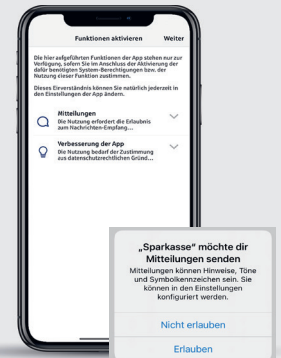 Funktionen aktivieren Weiter
Die hier aufgeführten Funktionen der App stehen nur zur
Verfügung, sofern Sie im Anschluss der Aktivierung der
dafür benötigten System-Berechtigungen bzw. der
Nutzung dieser Funktion zustimmen.
Dieses Einverständnis können Sie natürlich jederzeit in
den Einstellungen der App ändern.
Mitteilungen
Die Nutzung erfordert die Erlaubnis
zum Nachrichten-Empfang...
Verbesserung der App
Die Nutzung bedarf der Zustimmung
aus datenschutzrechtlichen Gründ...
„Sparkasse" möchte dir
Mitteilungen senden
Mitteilungen können Hinweise, Töne
und Symbolkennzeichen sein. Sie
können in den Einstellungen
konfiguriert werden.
Nicht erlauben
Erlauben